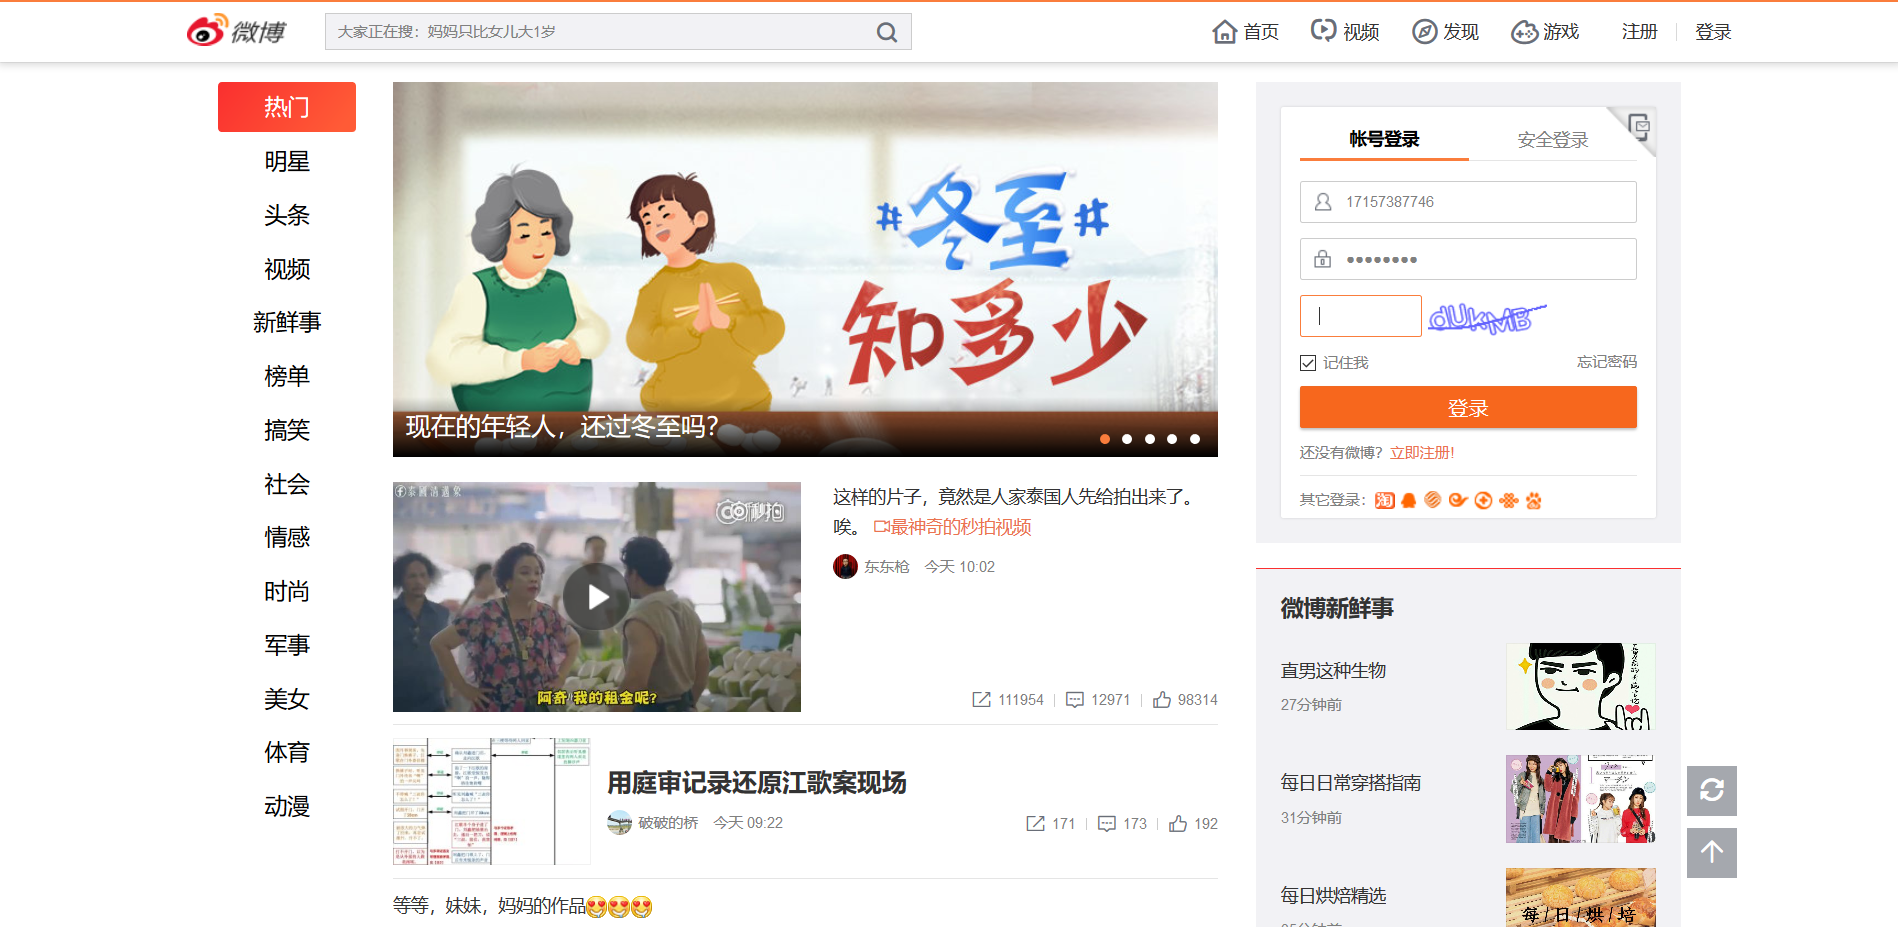 微博
大家正在搜：妈妈只比女儿大1岁
首页
视频
发现
游戏
注册
登录
热门
明星
头条
视频
新鲜事
榜单
搞笑
社会
情感
时尚
军事
美女
体育
动漫
#冬至#
知多少
现在的年轻人，还过冬至吗？
泰国清迈象
秒拍
阿奇 我的租金呢?
这样的片子，竟然是人家泰国人先给拍出来了。
唉。 最神奇的秒拍视频
东东枪 今天 10:02
111954 12971 98314
用庭审记录还原江歌案现场
破破的桥 今天 09:22
171 173 192
等等，妹妹，妈妈的作品
帐号登录
安全登录
17157387746
dUKMB
记住我
忘记密码
登录
还没有微博？立即注册!
其它登录：
微博新鲜事
直男这种生物
27分钟前
每日日常穿搭指南
31分钟前
每日烘焙精选
每/日/烘/培